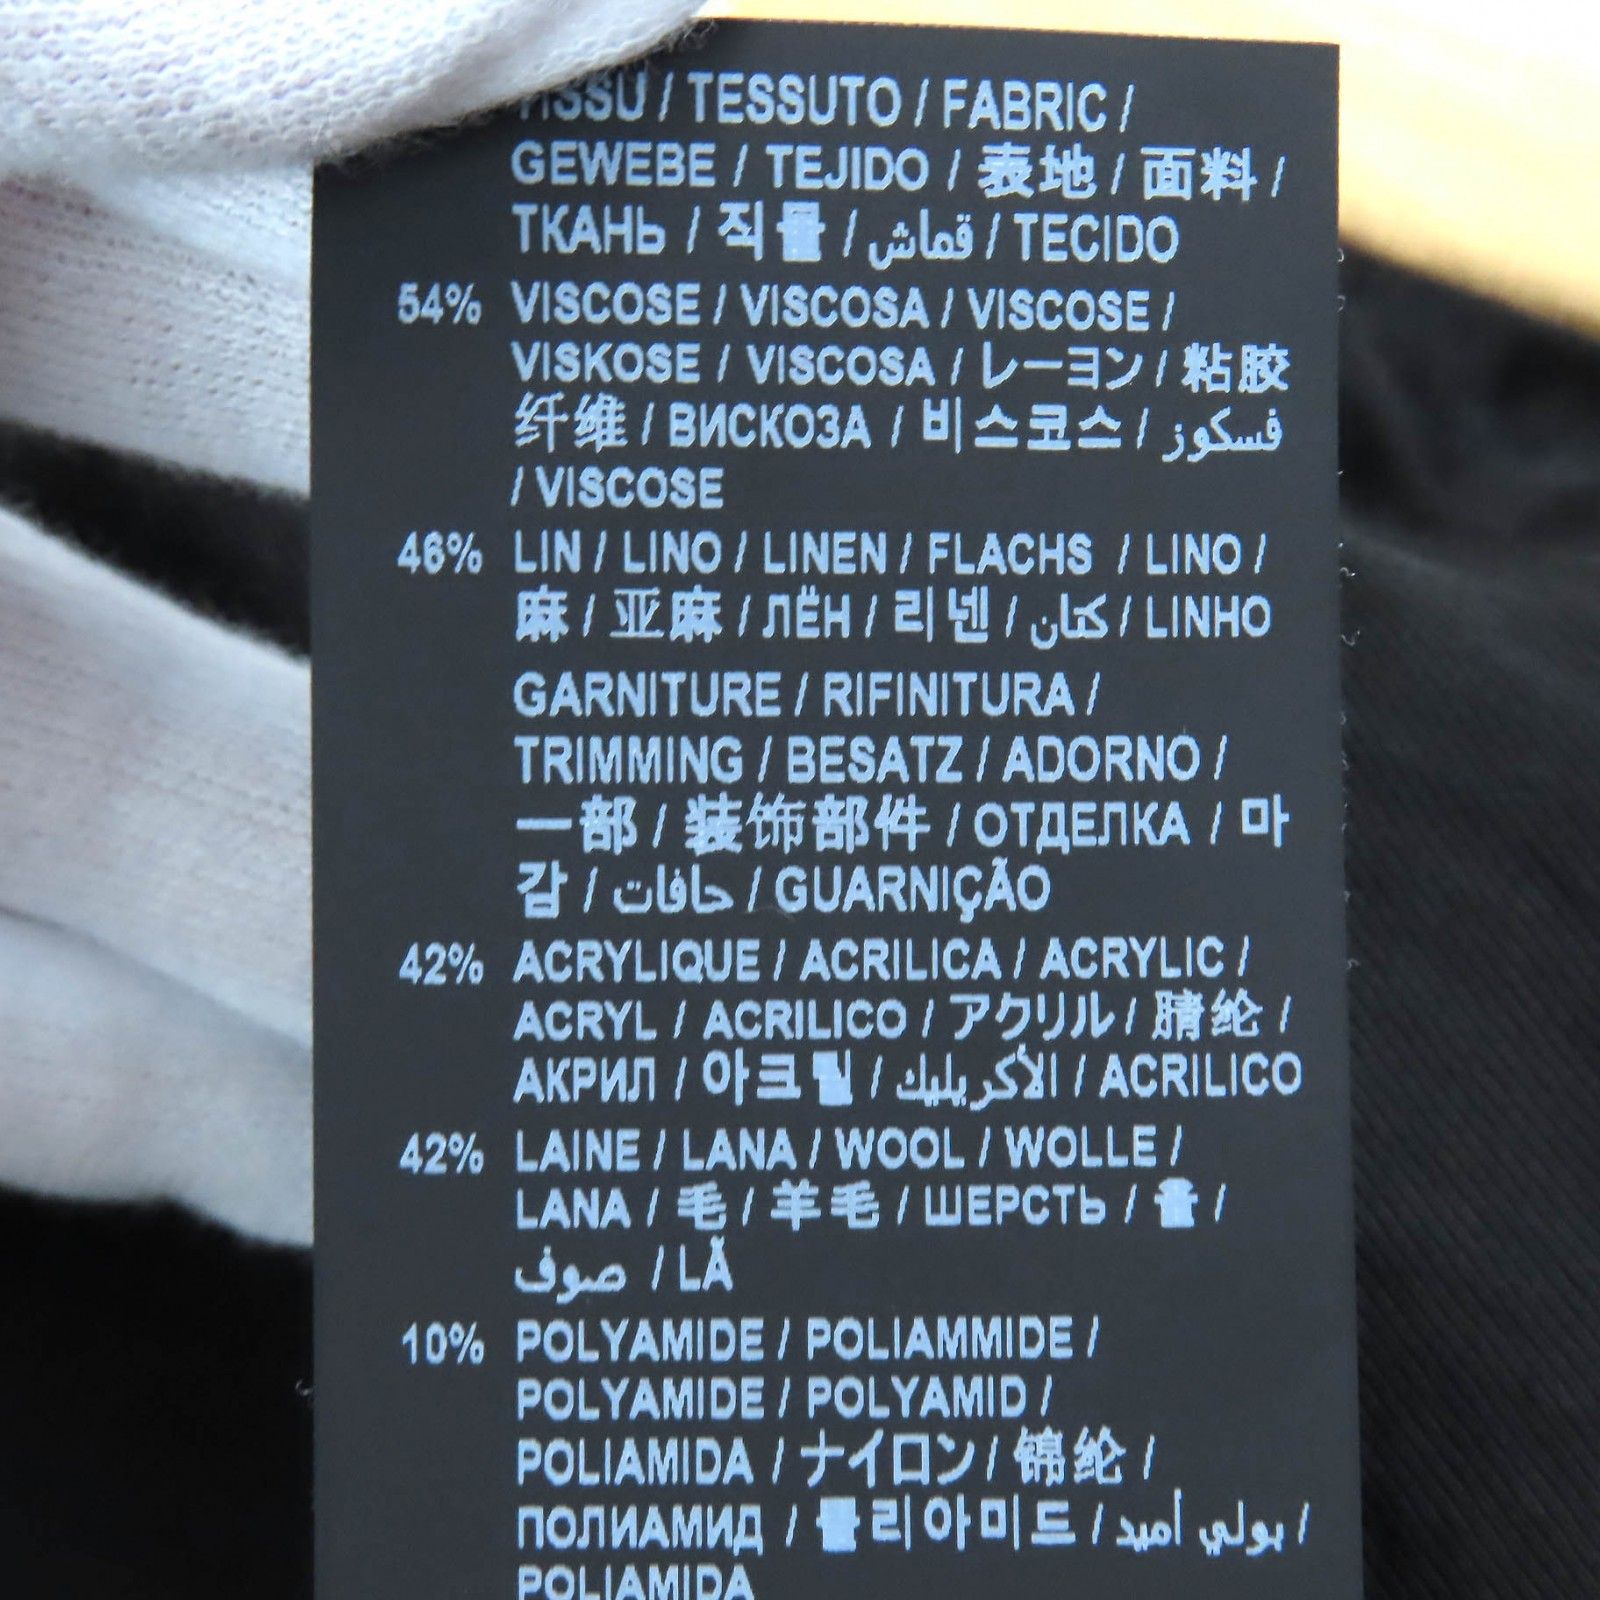 TISSU / TESSUTO / FABRIC /
GEWEBE / TEJIDO / 表地 / 面料 /
ТКАНЬ / 직물 / قماش / TECIDO
54% VISCOSE / VISCOSA / VISCOSE /
VISKOSE / VISCOSA / レーヨン / 粘胶
纤维 / ВИСКОЗА / 비스코스 / فسكوز
/ VISCOSE
46% LIN / LINO / LINEN / FLACHS / LINO /
麻 / 亚麻 / ЛЁН / 리넨 / كتان / LINHO
GARNITURE / RIFINITURA /
TRIMMING / BESATZ / ADORNO /
一部 / 装饰部件 / ОТДЕЛКА / 마
감 / حافات / GUARNIÇÃO
42% ACRYLIQUE / ACRILICA / ACRYLIC /
ACRYL / ACRILICO / アクリル / 腈纶 /
АКРИЛ / 아크릴 / الأكريليك / ACRILICO
42% LAINE / LANA / WOOL / WOLLE /
LANA / 毛 / 羊毛 / ШЕРСТЬ / 울 /
صوف / LÃ
10% POLYAMIDE / POLIAMMIDE /
POLYAMIDE / POLYAMID /
POLIAMIDA / ナイロン / 锦纶 /
ПОЛИАМИД / 폴리아미드 / بولي أميد /
POLIAMIDA